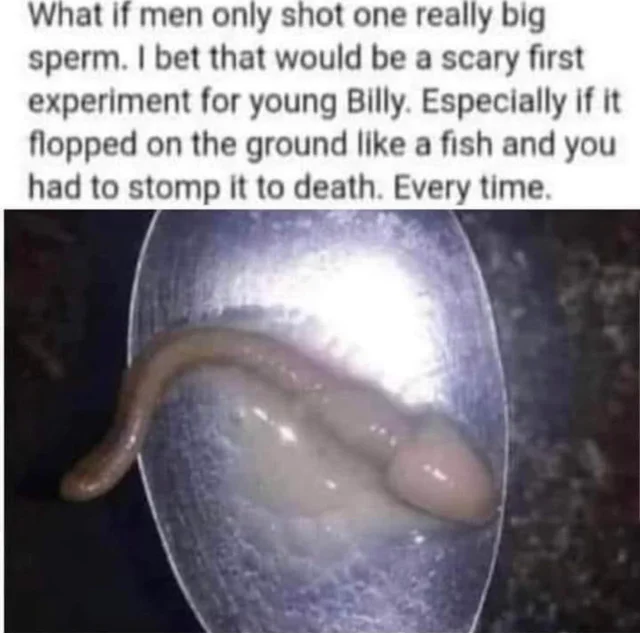 What if men only shot one really big
sperm. I bet that would be a scary first
experiment for young Billy. Especially if it
flopped on the ground like a fish and you
had to stomp it to death. Every time.